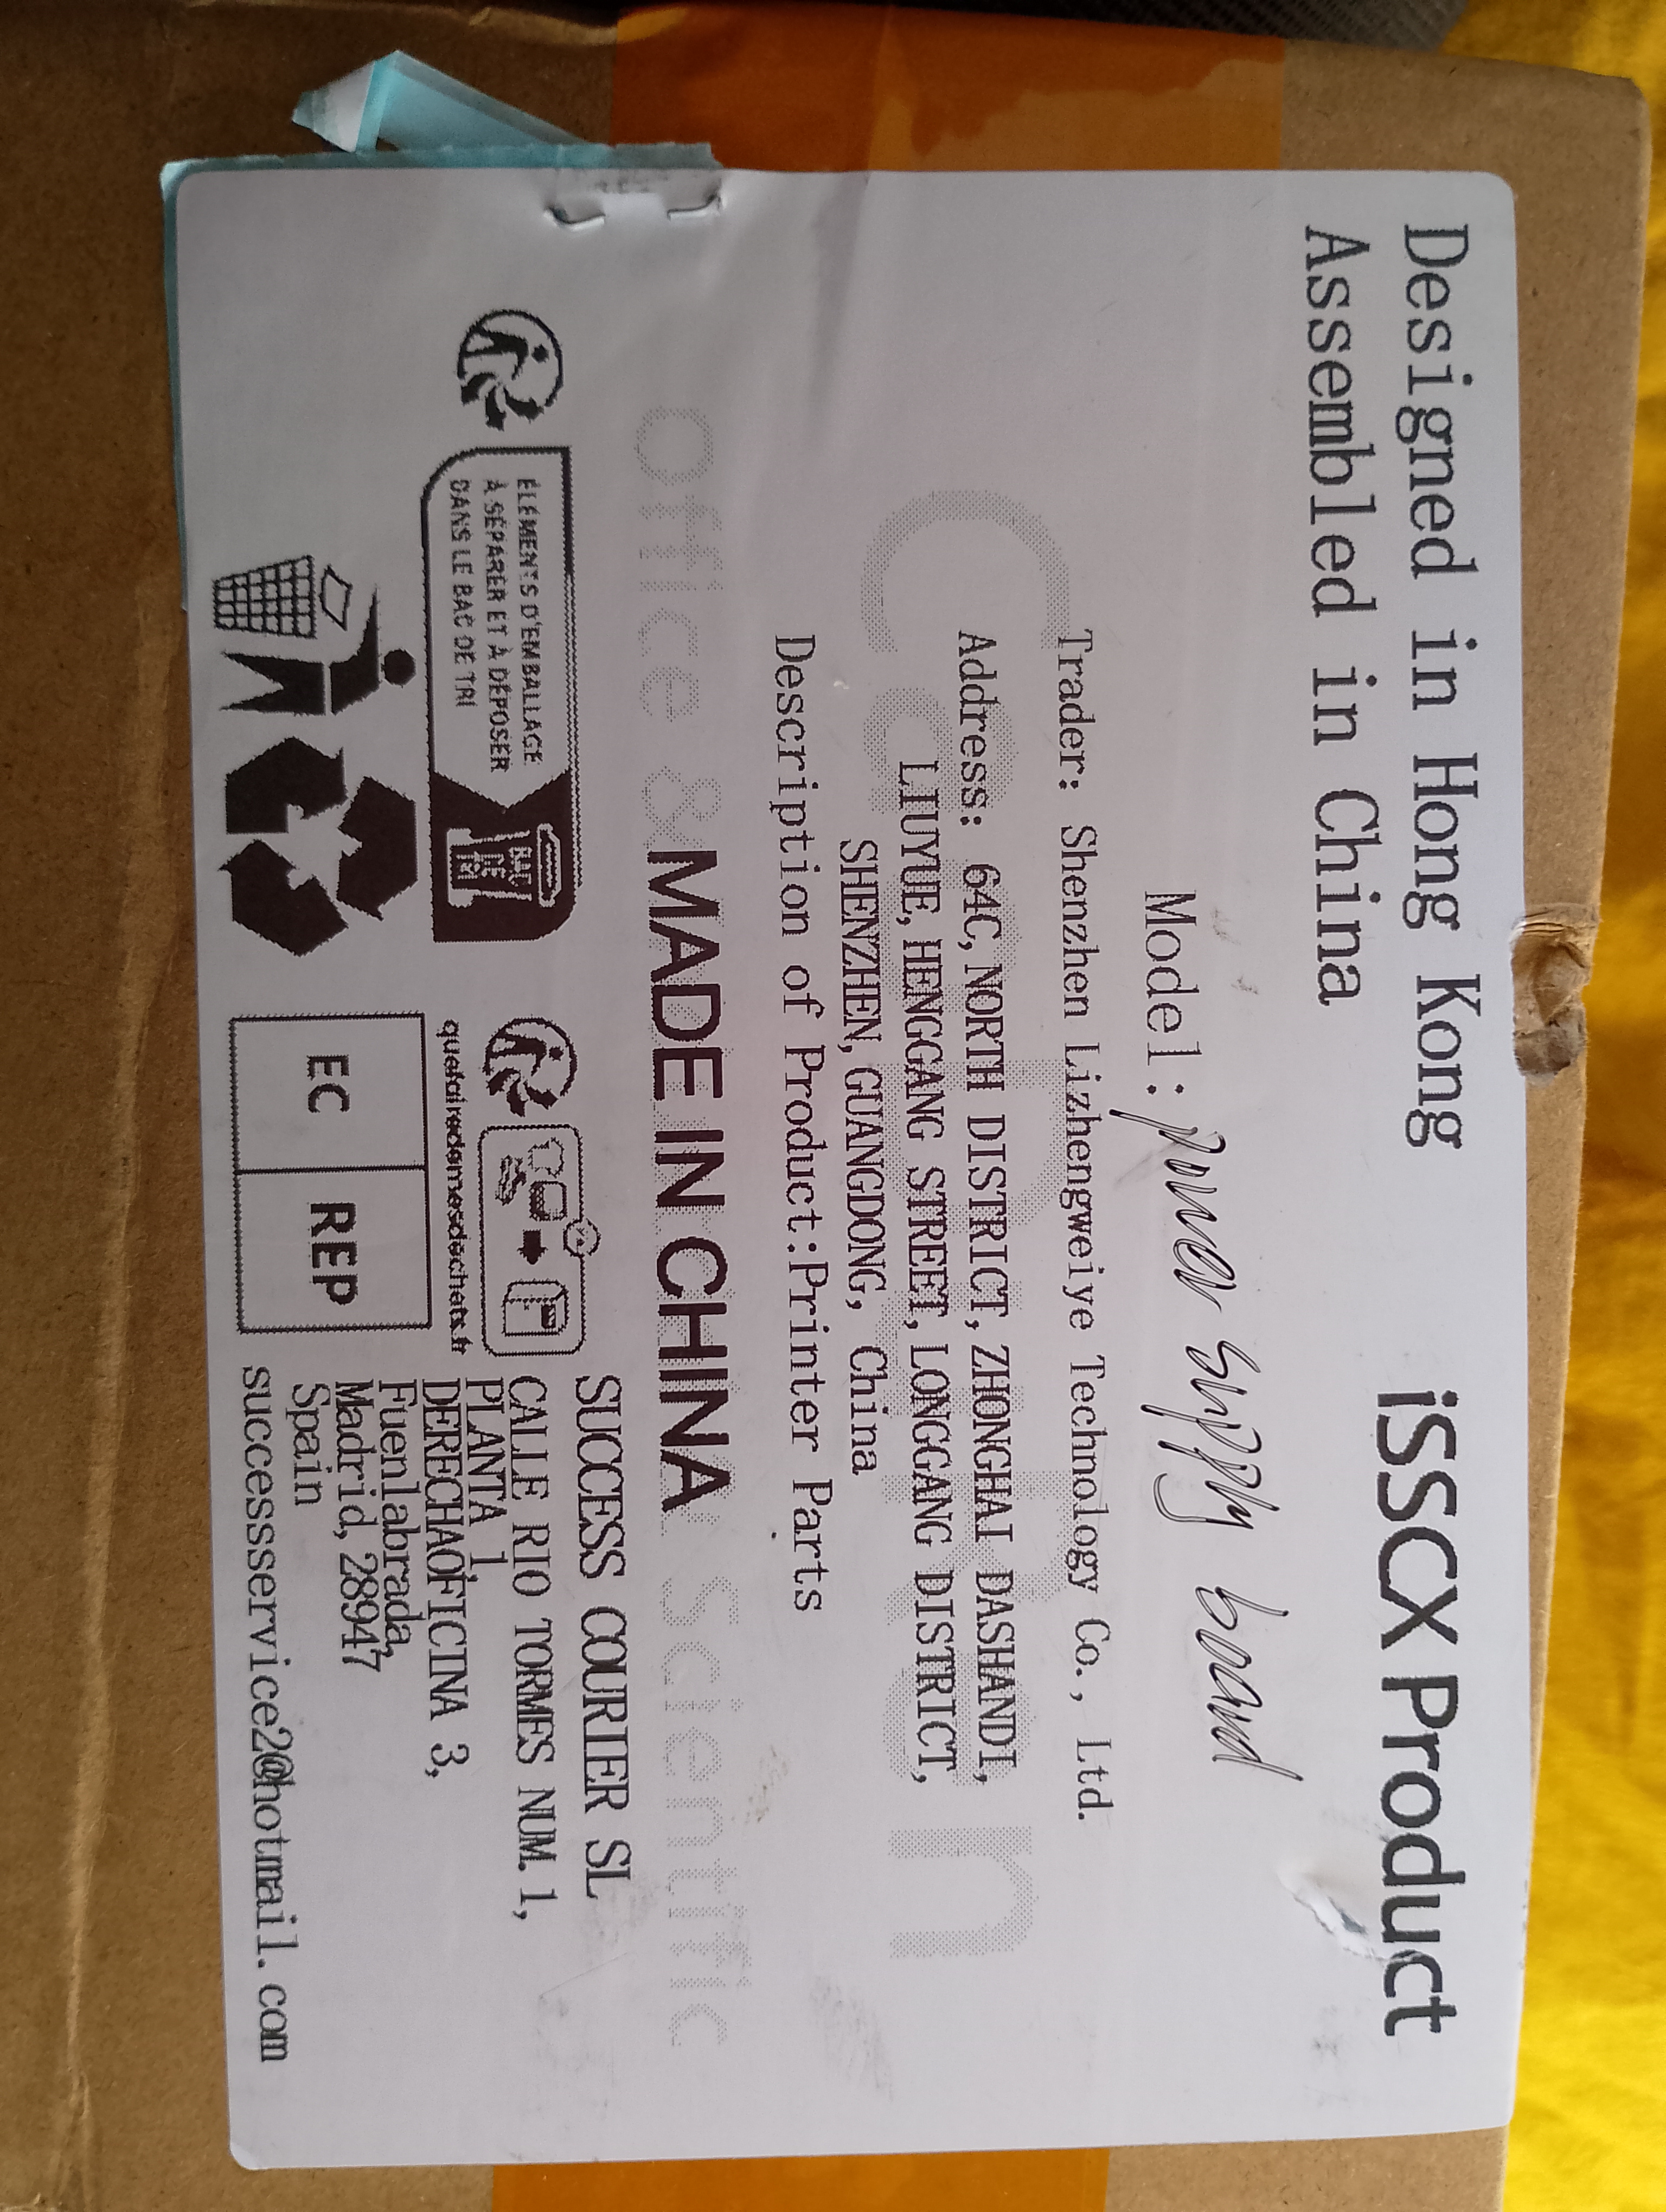 Designed in Hong Kong
Assembled in China
iSSCX Product
Model: power supply board
Trader: Shenzhen Lizhengweiye Technology Co., Ltd.
Address: 64C, NORTH DISTRICT, ZHONGHAI DASHANDI,
LIUYUE, HENGGANG STREET, LONGGANG DISTRICT,
SHENZHEN, GUANGDONG, China
Description of Product:Printer Parts
Office & Scientific
MADE IN CHINA
ÉLÉMENTS D'EMBALLAGE
À SÉPARER ET À DÉPOSER
DANS LE BAC DE TRI
BAC
DE
TRI
quefairedemesdechets.fr
EC REP
SUCCESS COURIER SL
CALLE RIO TORMES NUM. 1,
PLANTA 1,
DERECHAOFICINA 3,
Fuenlabrada,
Madrid, 28947
Spain
successservice2@hotmail.com